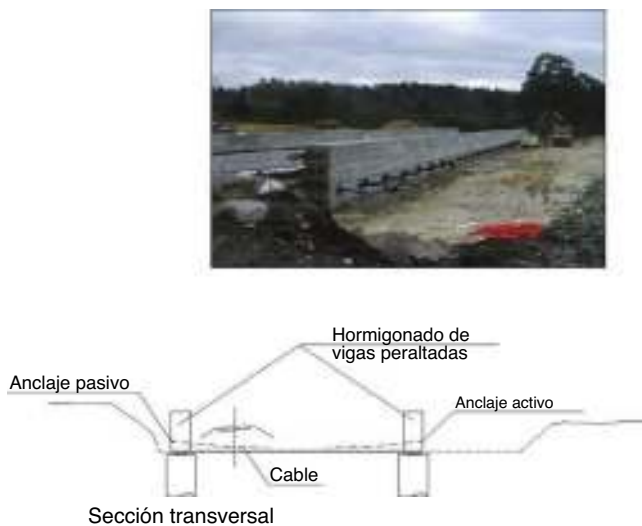 Hormigonado de
vigas peraltadas
Anclaje pasivo
Anclaje activo
Cable
Sección transversal